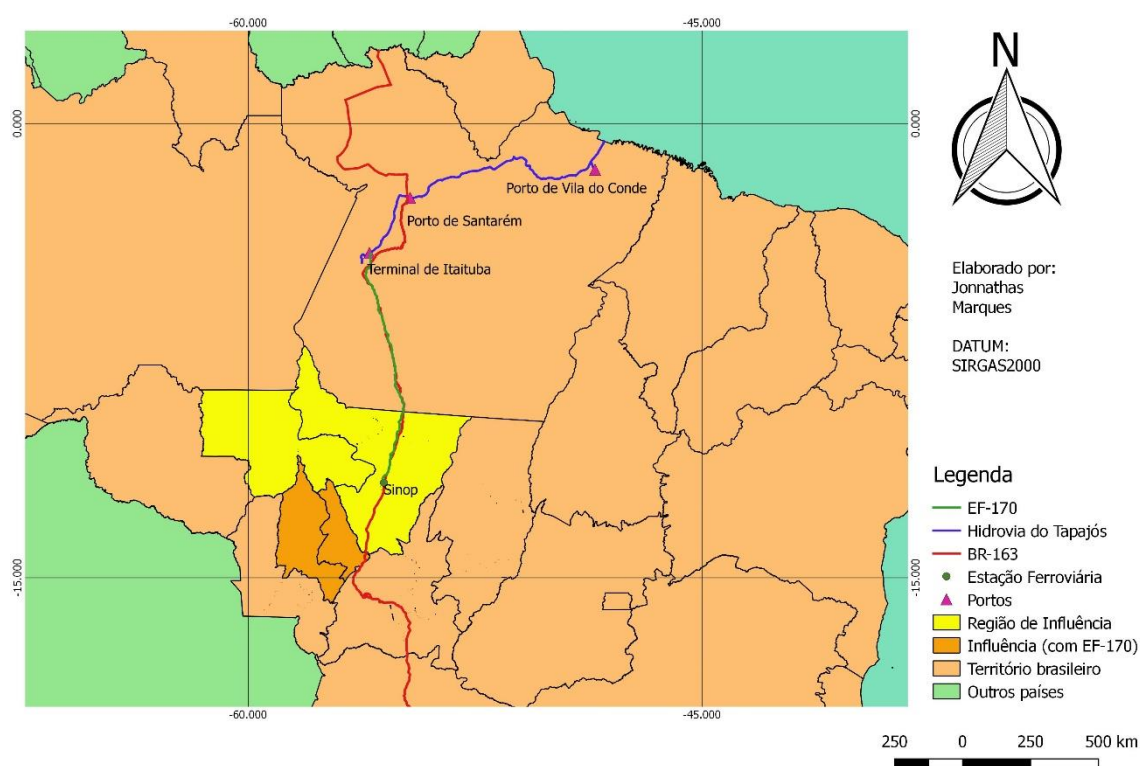 -60.000
-45.000
N
0.000
0.000
Porto de Vila do Conde
Porto de Santarém
Terminal de Itaituba
Elaborado por:
Jonnathas
Marques
DATUM:
SIRGAS2000
Sinop
-15.000
-15.000
Legenda
EF-170
Hidrovia do Tapajós
BR-163
Estação Ferroviária
Portos
Região de Influência
Influência (com EF-170)
Território brasileiro
Outros países
-60.000
-45.000
250 0 250 500 km